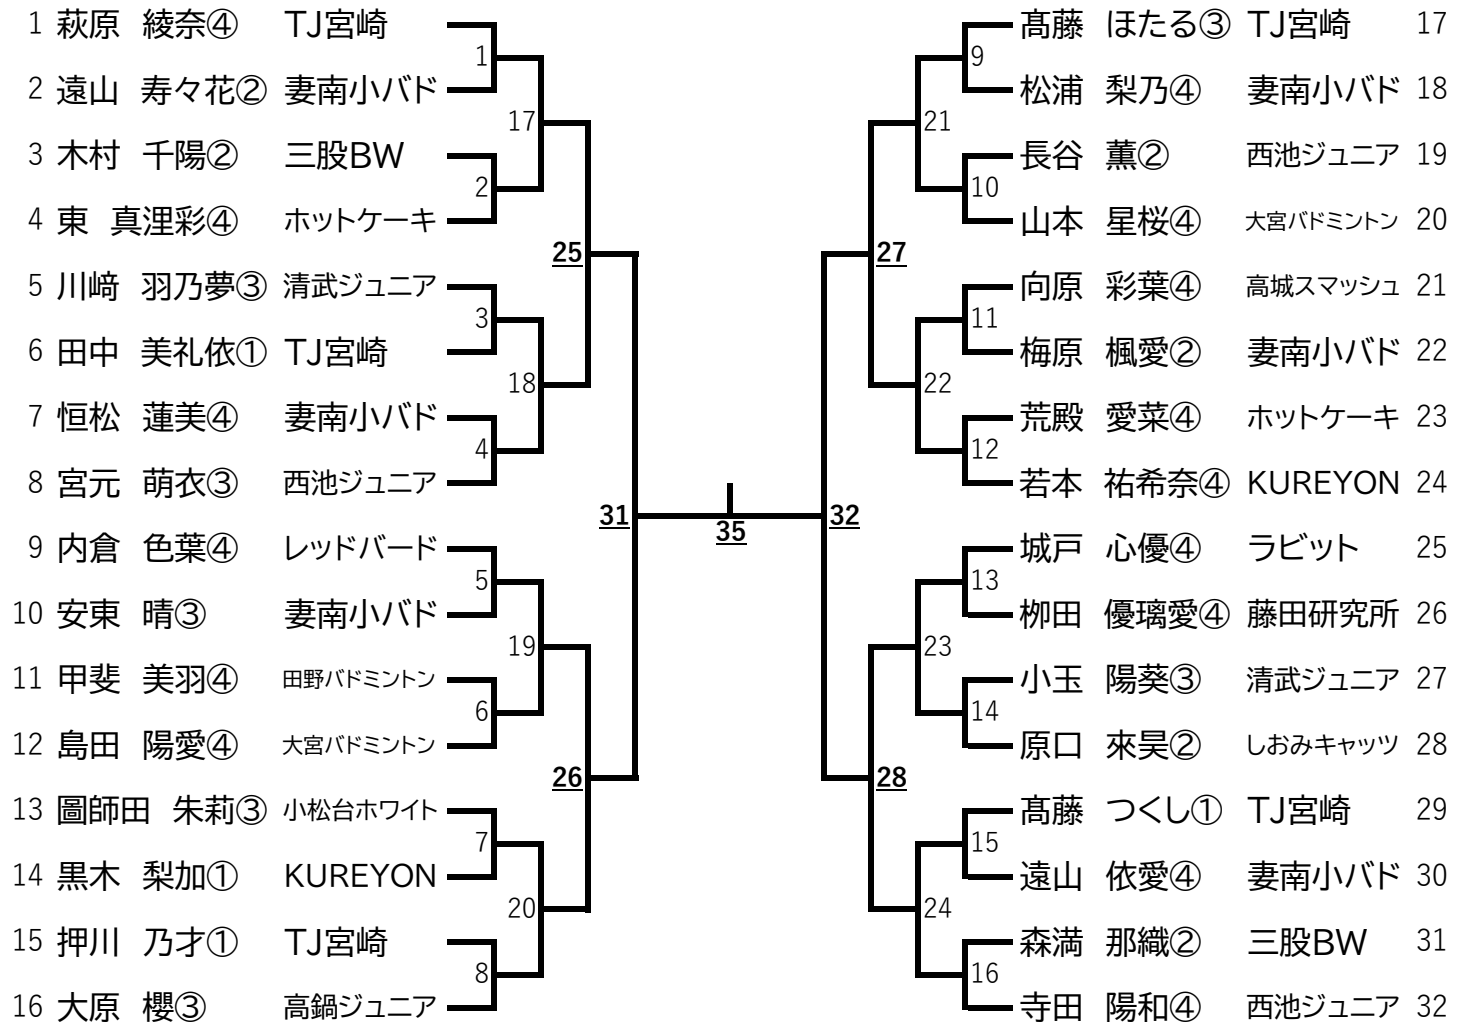 1 萩原 綾奈④ TJ宮崎
2 遠山 寿々花② 妻南小バド
3 木村 千陽② 三股BW
4 東 真浬彩④ ホットケーキ
5 川﨑 羽乃夢③ 清武ジュニア
6 田中 美礼依① TJ宮崎
7 恒松 蓮美④ 妻南小バド
8 宮元 萌衣③ 西池ジュニア
9 内倉 色葉④ レッドバード
10 安東 晴③ 妻南小バド
11 甲斐 美羽④ 田野バドミントン
12 島田 陽愛④ 大宮バドミントン
13 圖師田 朱莉③ 小松台ホワイト
14 黒木 梨加① KUREYON
15 押川 乃才① TJ宮崎
16 大原 櫻③ 高鍋ジュニア
1
2
3
4
5
6
7
8
17
18
19
20
25
26
31
35
32
27
28
21
22
23
24
9
10
11
12
13
14
15
16
髙藤 ほたる③ TJ宮崎 17
松浦 梨乃④ 妻南小バド 18
長谷 薫② 西池ジュニア 19
山本 星桜④ 大宮バドミントン 20
向原 彩葉④ 高城スマッシュ 21
梅原 楓愛② 妻南小バド 22
荒殿 愛菜④ ホットケーキ 23
若本 祐希奈④ KUREYON 24
城戸 心優④ ラビット 25
栁田 優璃愛④ 藤田研究所 26
小玉 陽葵③ 清武ジュニア 27
原口 來昊② しおみキャッツ 28
髙藤 つくし① TJ宮崎 29
遠山 依愛④ 妻南小バド 30
森満 那織② 三股BW 31
寺田 陽和④ 西池ジュニア 32